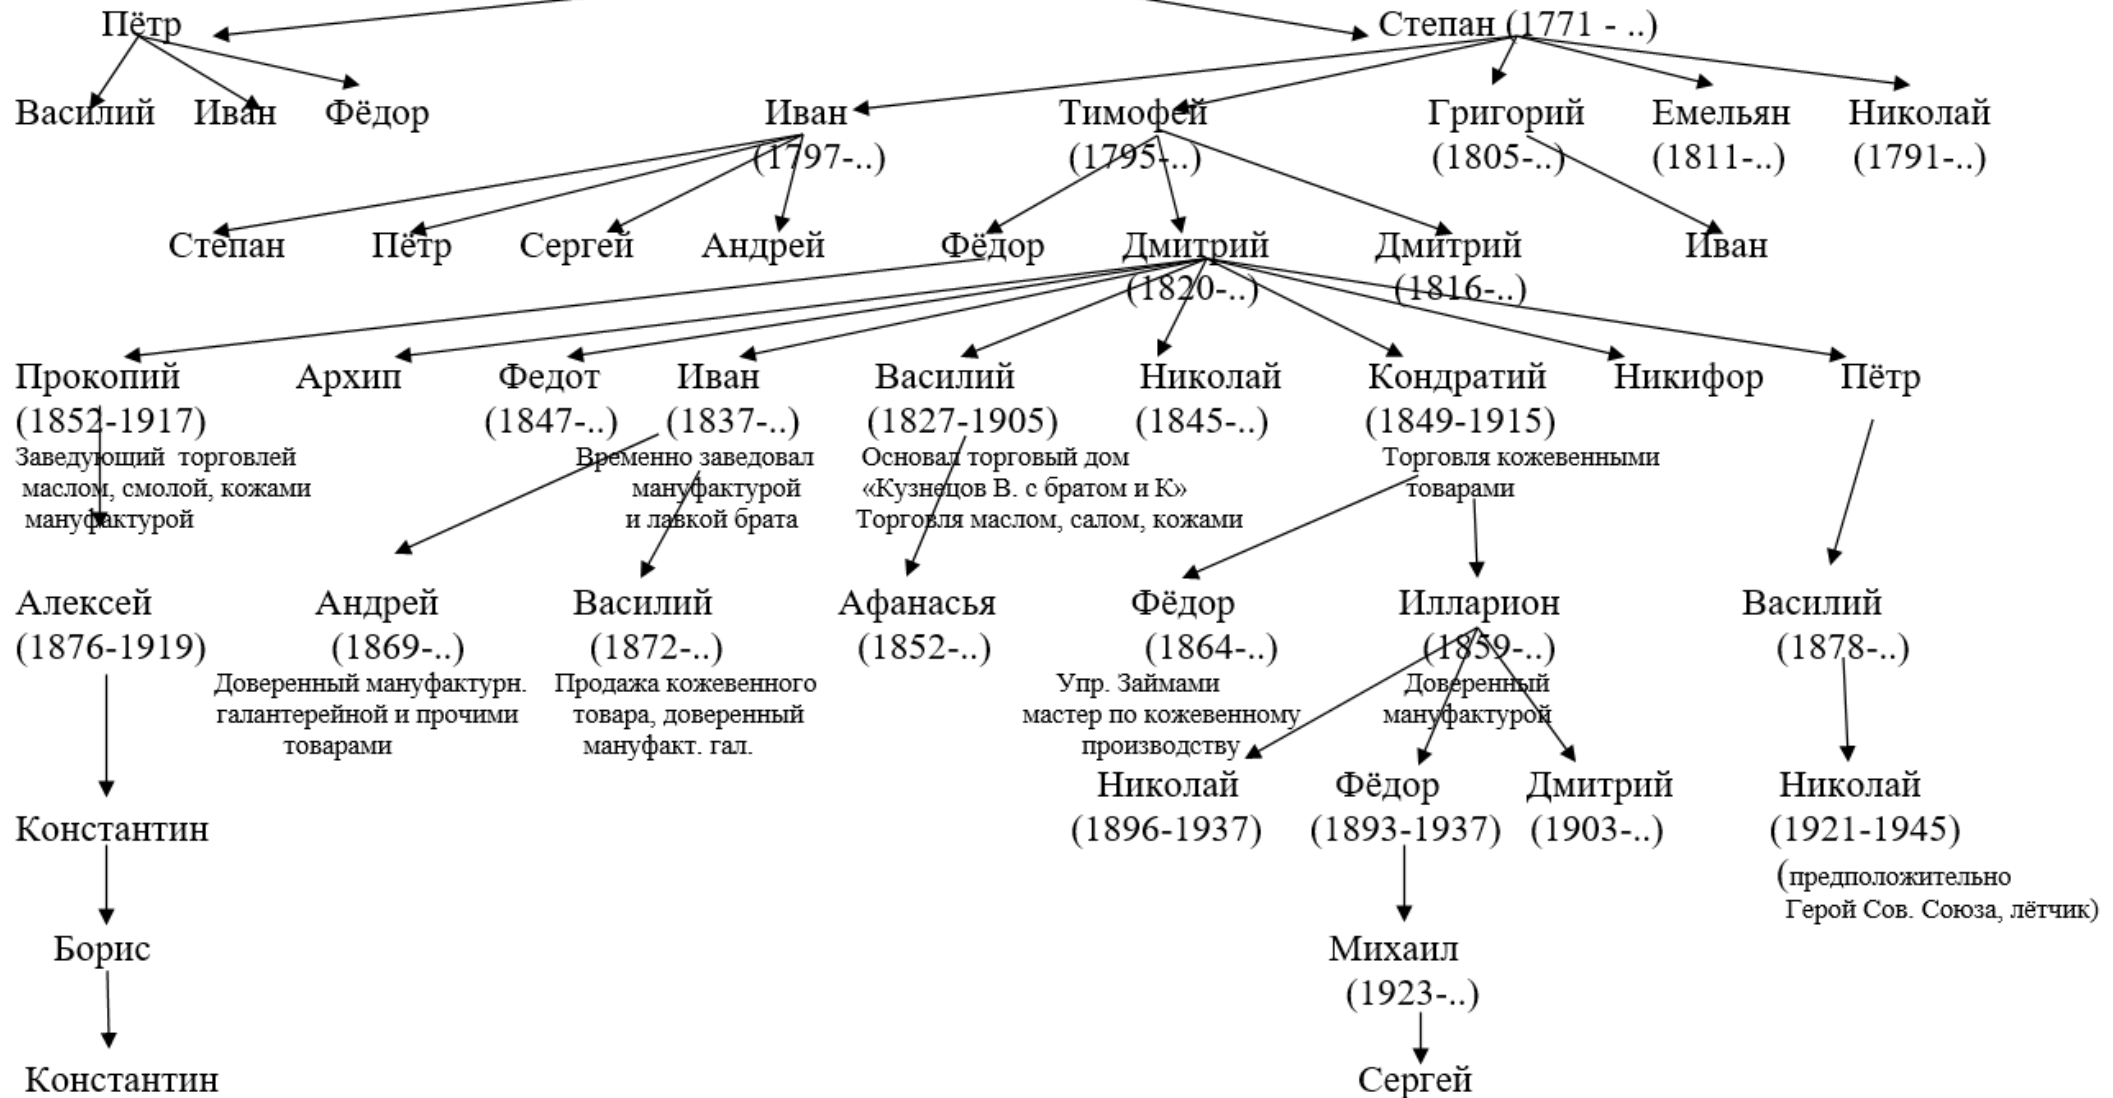 Пётр Степан (1771 - ..)
Василий Иван Фёдор Иван Тимофей Григорий Емельян Николай
(1797-..) (1795-..) (1805-..) (1811-..) (1791-..)
Степан Пётр Сергей Андрей Фёдор Дмитрий Дмитрий Иван
(1820-..) (1816-..)
Прокопий Архип Федот Иван Василий Николай Кондратий Никифор Пётр
(1852-1917) (1847-..) (1837-..) (1827-1905) (1845-..) (1849-1915)
Заведующий торговлей Временно заведовал Основал торговый дом Торговля кожевенными
маслом, смолой, кожами мануфактурой «Кузнецов В. с братом и К» товарами
мануфактурой и лавкой брата Торговля маслом, салом, кожами
Алексей Андрей Василий Афанасья Фёдор Илларион Василий
(1876-1919) (1869-..) (1872-..) (1852-..) (1864-..) (1859-..) (1878-..)
Доверенный мануфактурн. Продажа кожевенного Упр. Займами Доверенный
галантерейной и прочими товара, доверенный мастер по кожевенному мануфактурой
товарами мануфакт. гал. производству
Николай Фёдор Дмитрий Николай
Константин (1896-1937) (1893-1937) (1903-..) (1921-1945)
(предположительно
Герой Сов. Союза, лётчик)
Борис Михаил
(1923-..)
Константин Сергей